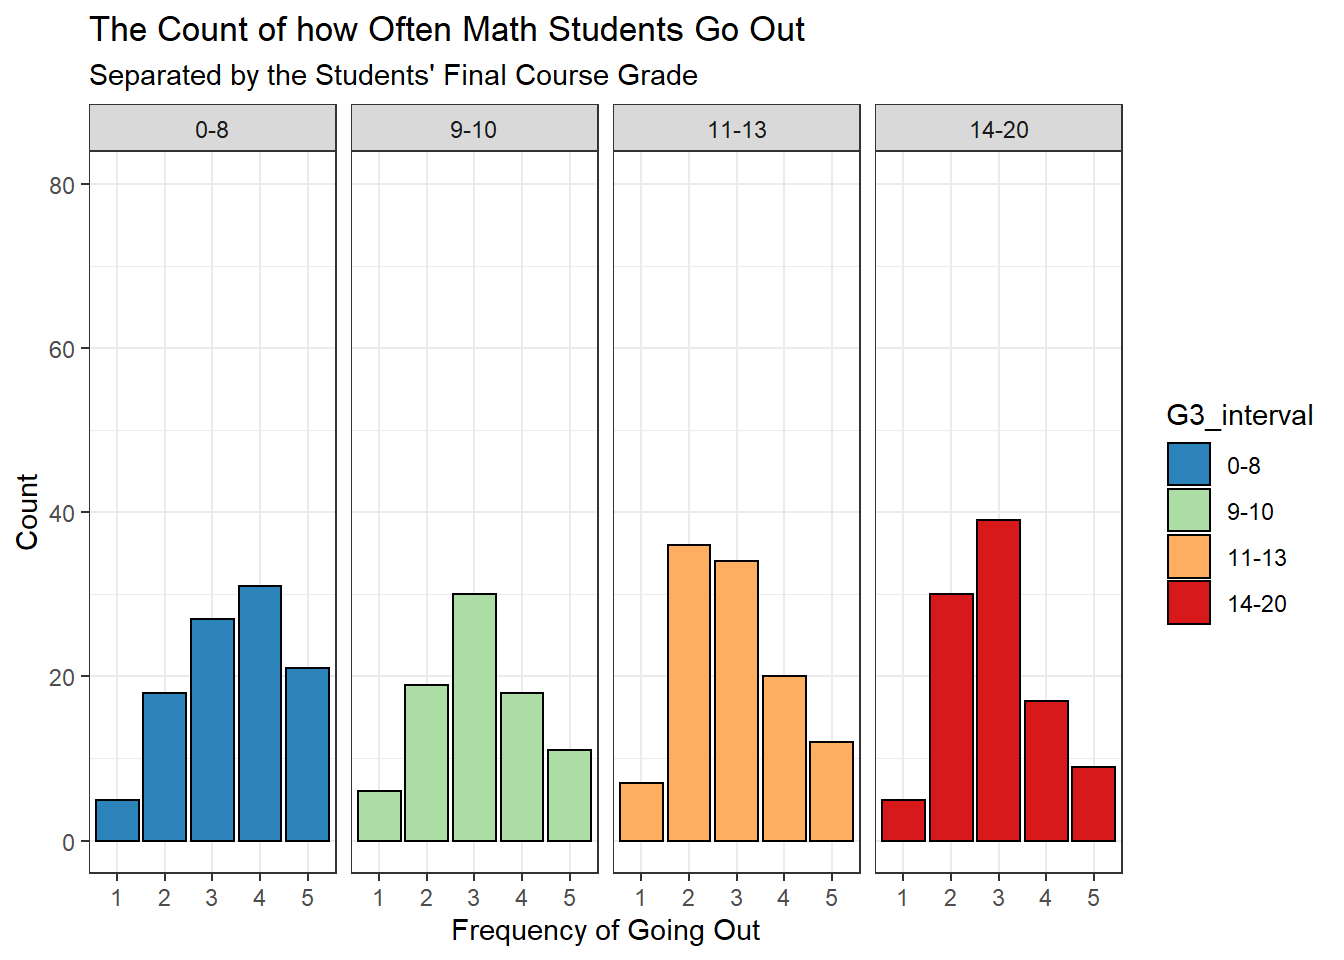 The Count of how Often Math Students Go Out
Separated by the Students' Final Course Grade
0-8 9-10 11-13 14-20
80
60
40
20
0
Count
1 2 3 4 5 1 2 3 4 5 1 2 3 4 5 1 2 3 4 5
Frequency of Going Out
G3_interval
0-8
9-10
11-13
14-20